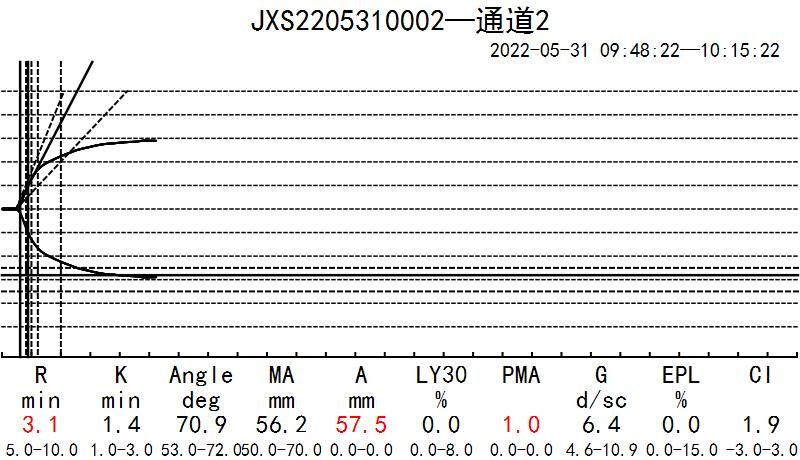 JXS2205310002—通道2
2022-05-31 09:48:22—10:15:22
R K Angle MA A LY30 PMA G EPL CI
min min deg mm mm % d/sc %
3.1 1.4 70.9 56.2 57.5 0.0 1.0 6.4 0.0 1.9
5.0-10.0 1.0-3.0 53.0-72.0 50.0-70.0 0.0-0.0 0.0-8.0 0.0-0.0 4.6-10.9 0.0-15.0 -3.0-3.0